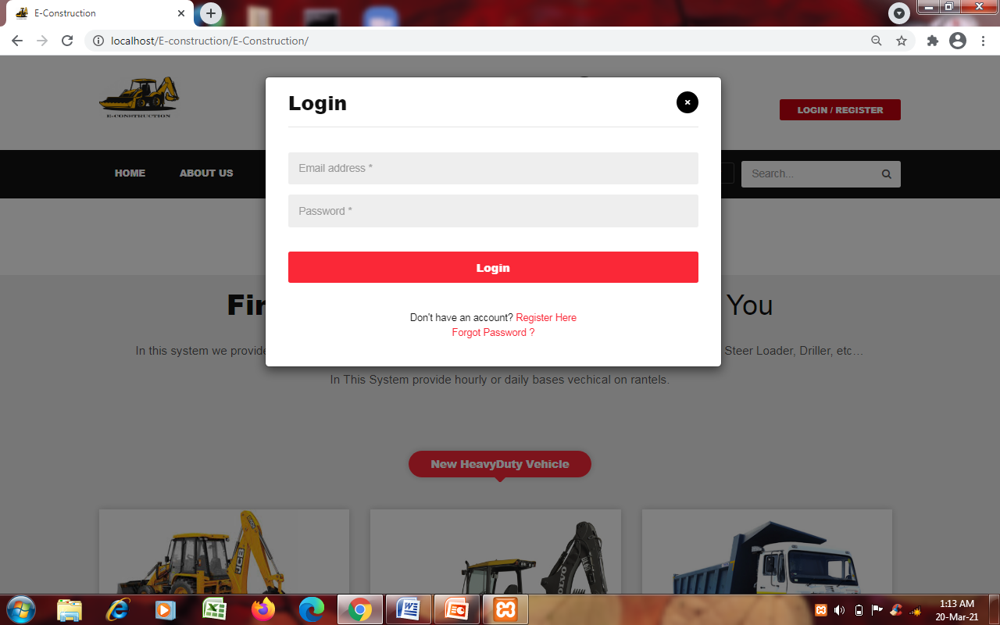 E-Construction
localhost/E-construction/E-Construction/
E-CONSTRUCTION
Login
LOGIN / REGISTER
HOME
ABOUT US
Search...
Email address *
Password *
Login
Don't have an account? Register Here
Forgot Password ?
You
In this system we provide
Steer Loader, Driller, etc...
In This System provide hourly or daily bases vechical on rantels.
New HeavyDuty Vehicle
JCB
VOLVO
1:13 AM
20-Mar-21